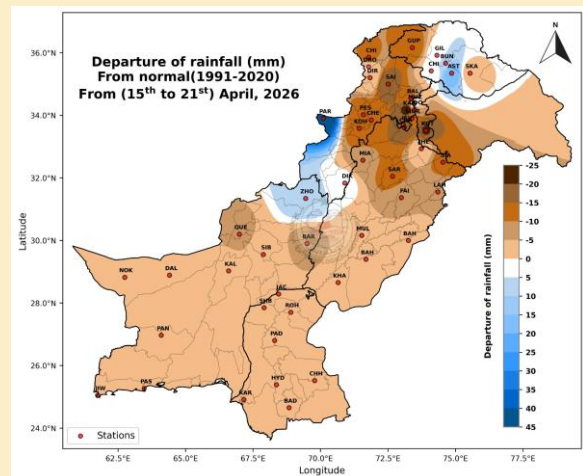 Departure of rainfall (mm)
From normal(1991-2020)
From (15th to 21st) April, 2026
N
36.0°N
34.0°N
32.0°N
30.0°N
28.0°N
26.0°N
24.0°N
62.5°E
65.0°E
67.5°E
70.0°E
72.5°E
75.0°E
77.5°E
Longitude
Stations
Departure of rainfall (mm)
-25
-20
-15
-10
-5
0
5
10
15
20
25
30
35
40
45
CHI
GUP
GIL
BUN
AST
SKA
DRO
DIR
CHI
SAI
BAL
PAR
PES
CHE
KOH
MIA
SAR
LAH
FAI
DIK
ZHO
QUE
BAR
SIB
MUL
BAH
BAH
NOK
DAL
KAL
KHA
JAC
ROH
PAN
PAD
PAS
HYD
CHH
KAR
BAD